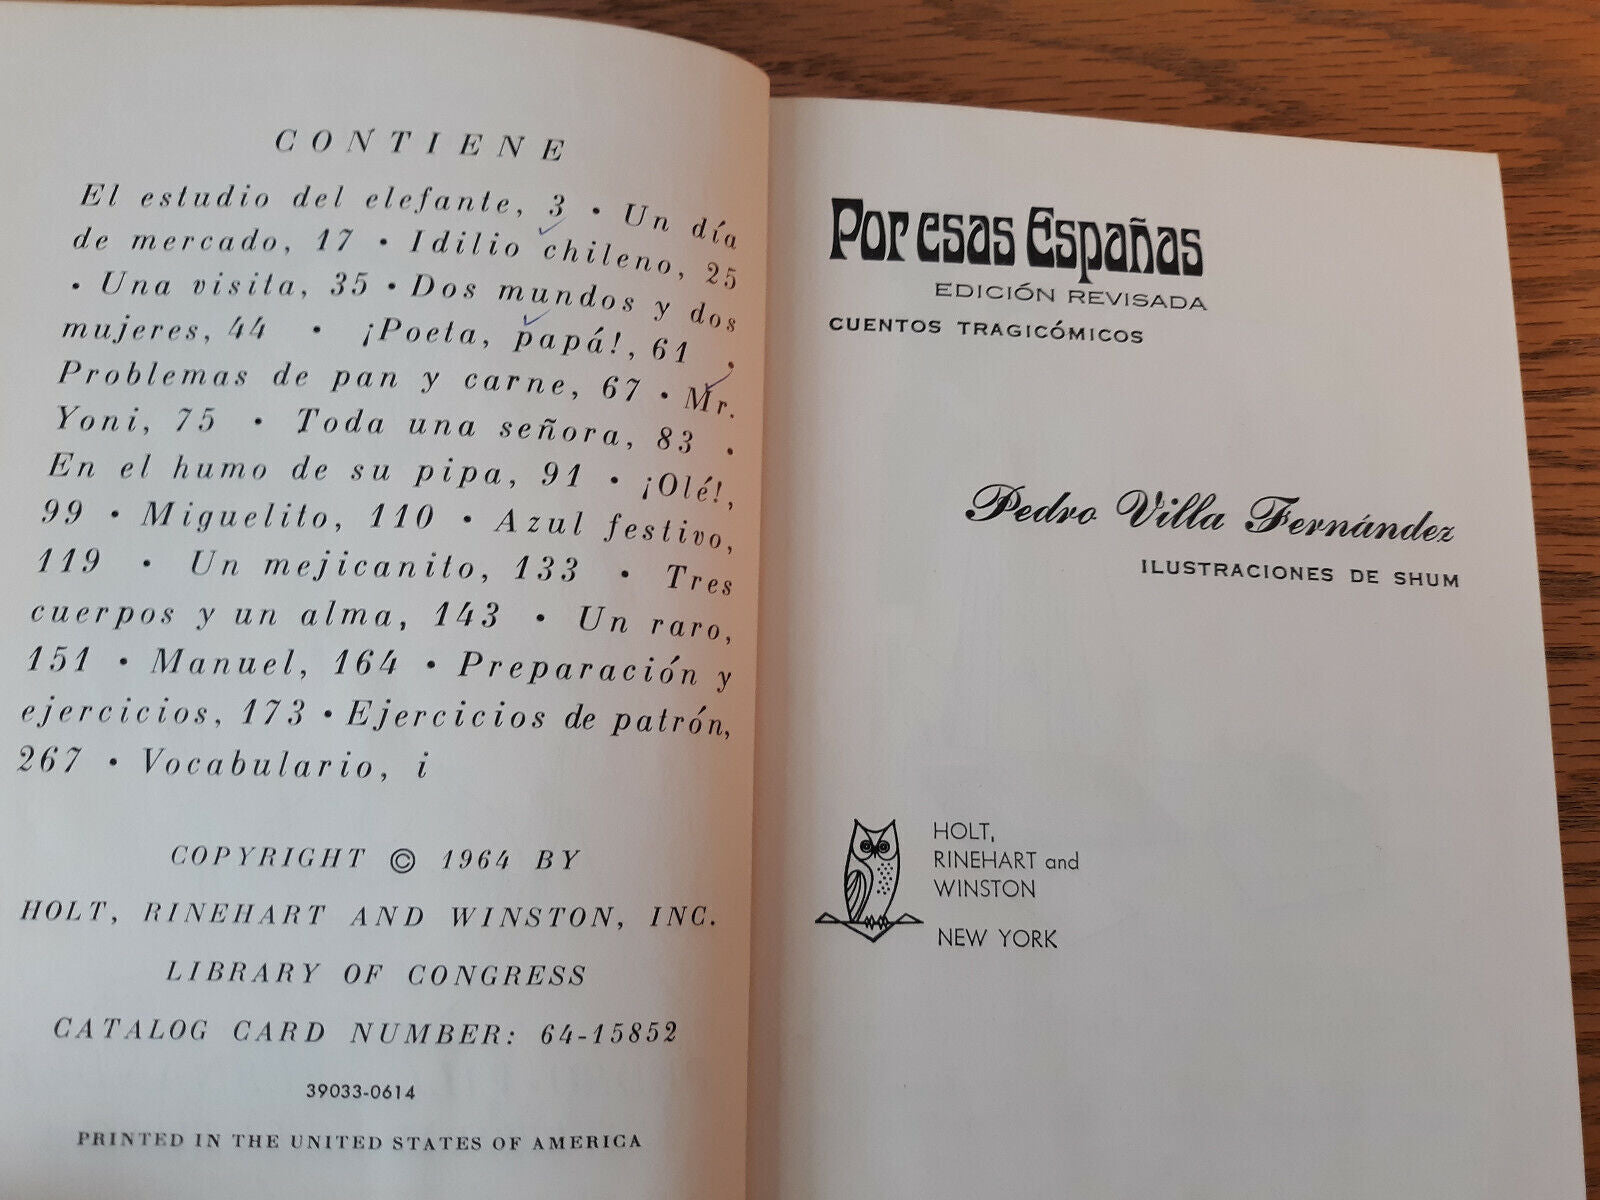 CONTIENE
El estudio del elefante, 3 • Un día
de mercado, 17 • Idilio chileno, 25
• Una visita, 35 • Dos mundos y dos
mujeres, 44 • ¡Poeta, papá!, 61 •
Problemas de pan y carne, 67 • Mr.
Yoni, 75 • Toda una señora, 83 •
En el humo de su pipa, 91 • ¡Olé!,
99 • Miguelito, 110 • Azul festivo,
119 • Un mejicanito, 133 • Tres
cuerpos y un alma, 143 • Un raro,
151 • Manuel, 164 • Preparación y
ejercicios, 173 • Ejercicios de patrón,
267 • Vocabulario, i
COPYRIGHT © 1964 BY
HOLT, RINEHART AND WINSTON, INC.
LIBRARY OF CONGRESS
CATALOG CARD NUMBER: 64-15852
39033-0614
PRINTED IN THE UNITED STATES OF AMERICA
Por esas Españas
EDICIÓN REVISADA
CUENTOS TRAGICÓMICOS
Pedro Villa Fernández
ILUSTRACIONES DE SHUM
HOLT,
RINEHART and
WINSTON
NEW YORK